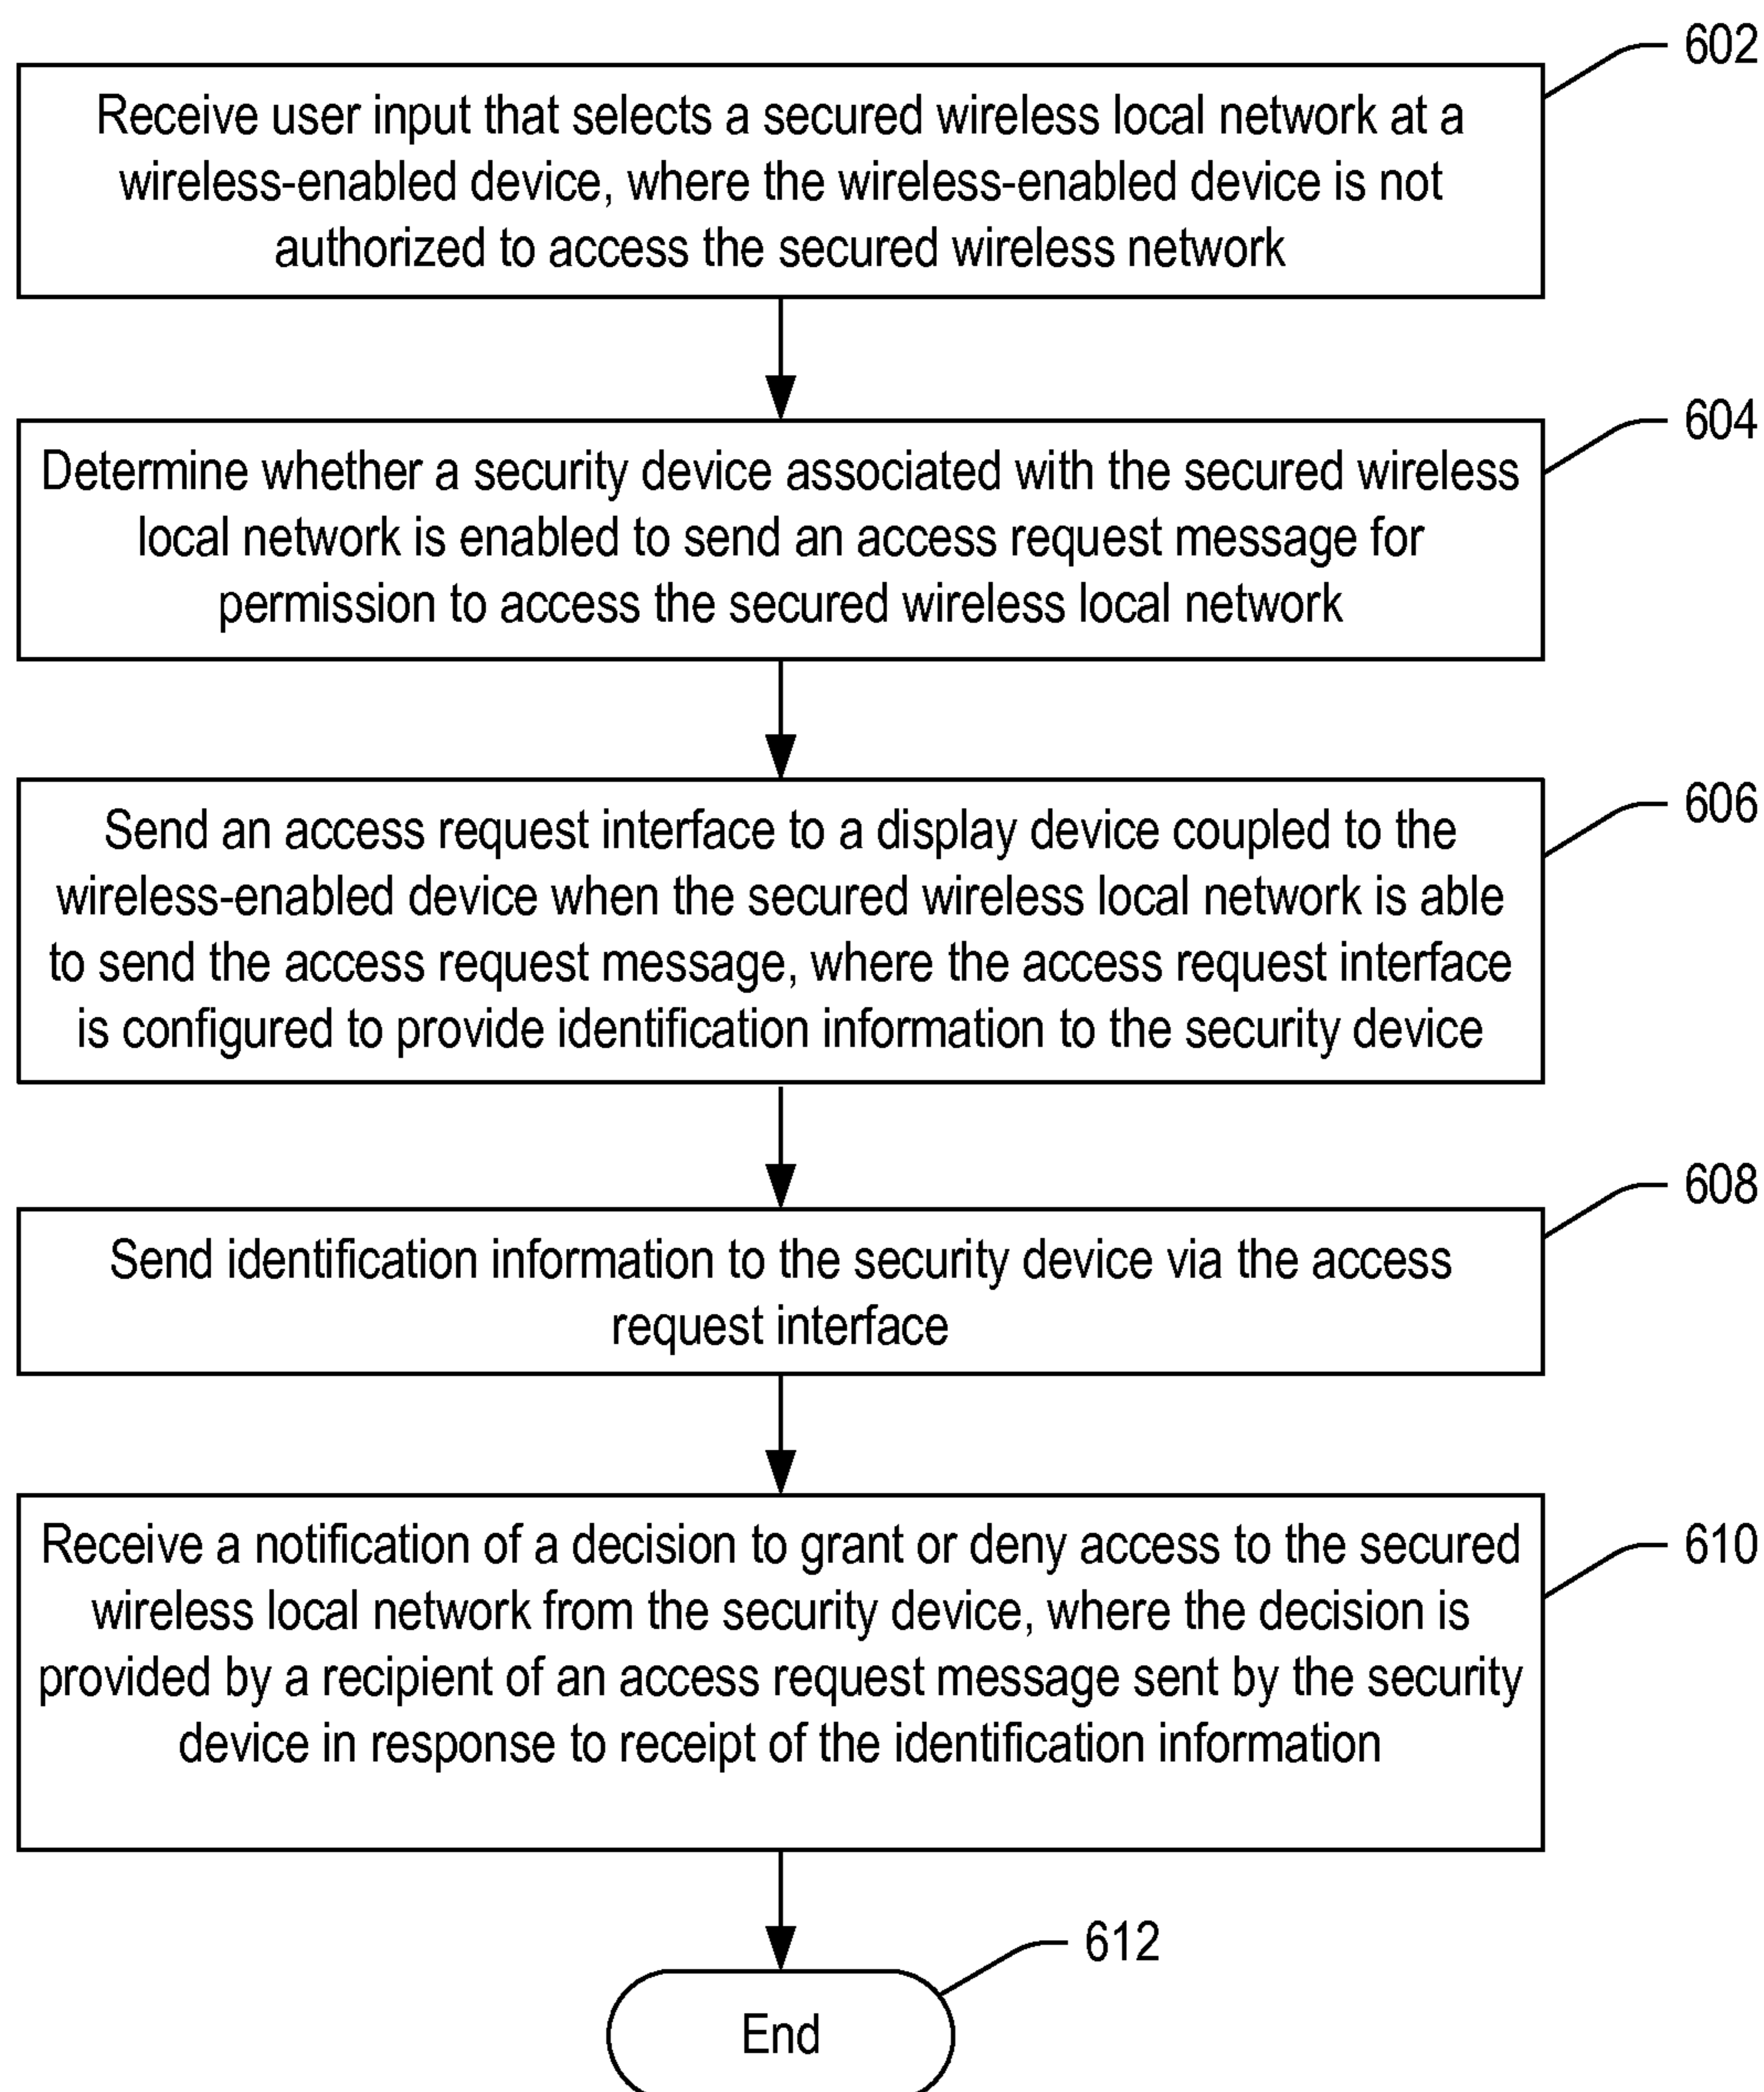 602
Receive user input that selects a secured wireless local network at a
wireless-enabled device, where the wireless-enabled device is not
authorized to access the secured wireless network
604
Determine whether a security device associated with the secured wireless
local network is enabled to send an access request message for
permission to access the secured wireless local network
606
Send an access request interface to a display device coupled to the
wireless-enabled device when the secured wireless local network is able
to send the access request message, where the access request interface
is configured to provide identification information to the security device
608
Send identification information to the security device via the access
request interface
610
Receive a notification of a decision to grant or deny access to the secured
wireless local network from the security device, where the decision is
provided by a recipient of an access request message sent by the security
device in response to receipt of the identification information
612
End